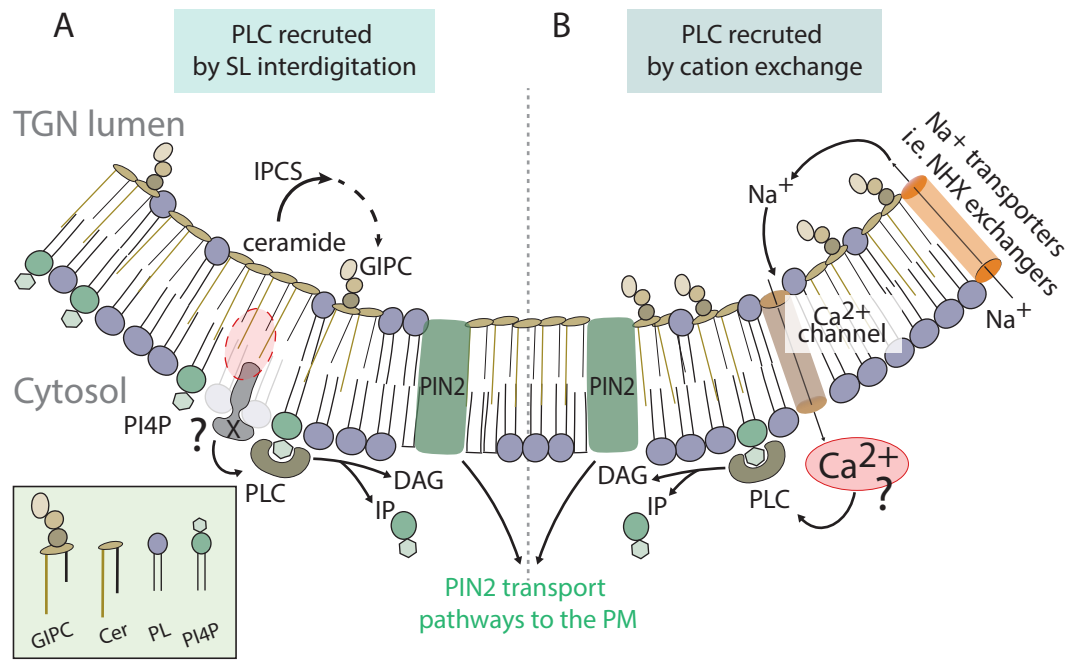 A
PLC recruted
by SL interdigitation
B
PLC recruted
by cation exchange
TGN lumen
IPCS
ceramide
GIPC
Na+
Na+ transporters
i.e. NHX exchangers
Na+
Ca2+
channel
Cytosol
PI4P
?
X
PLC
DAG
IP
PIN2
PIN2
DAG
IP
PLC
Ca2+
?
PIN2 transport
pathways to the PM
GIPC
Cer
PL
PI4P